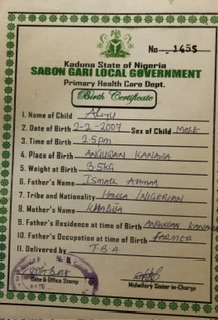 No. 1455
Kaduna State of Nigeria
SABON GARI LOCAL GOVERNMENT
Primary Health Care Dept.
Birth Certificate
1. Name of Child Aliyu
2. Date of Birth 2-2-2007 Sex of Child MALE
3. Time of Birth 25pm
4. Place of Birth ANGUWAN KANAWA
5. Weight at Birth 3.5KG
6. Father's Name ISMAIL AHMAD
7. Tribe and Nationality HAUSA/NIGERIAN
8. Mother's Name KHADIJA
9. Father's Residence at time of Birth ANGUWAN KANAWA
10. Father's Occupation at time of Birth FARMER
11. Delivered by T.B.A
Date & Office Stamp
Midwifery Sister in-Charge